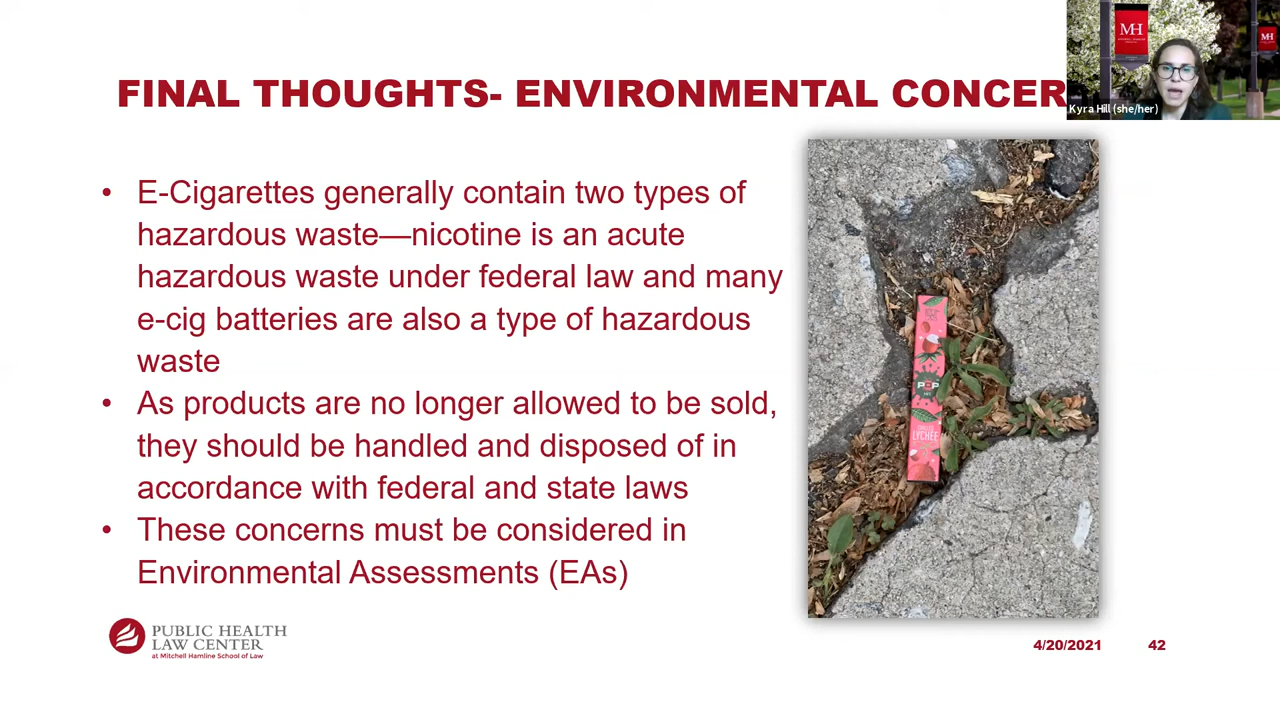 FINAL THOUGHTS- ENVIRONMENTAL CONCER
MH
MH
Kyra Hill (she/her)
• E-Cigarettes generally contain two types of
hazardous waste—nicotine is an acute
hazardous waste under federal law and many
e-cig batteries are also a type of hazardous
waste
• As products are no longer allowed to be sold,
they should be handled and disposed of in
accordance with federal and state laws
• These concerns must be considered in
Environmental Assessments (EAs)
POP
LYCHEE
PUBLIC HEALTH
LAW CENTER
at Mitchell Hamline School of Law
4/20/2021
42